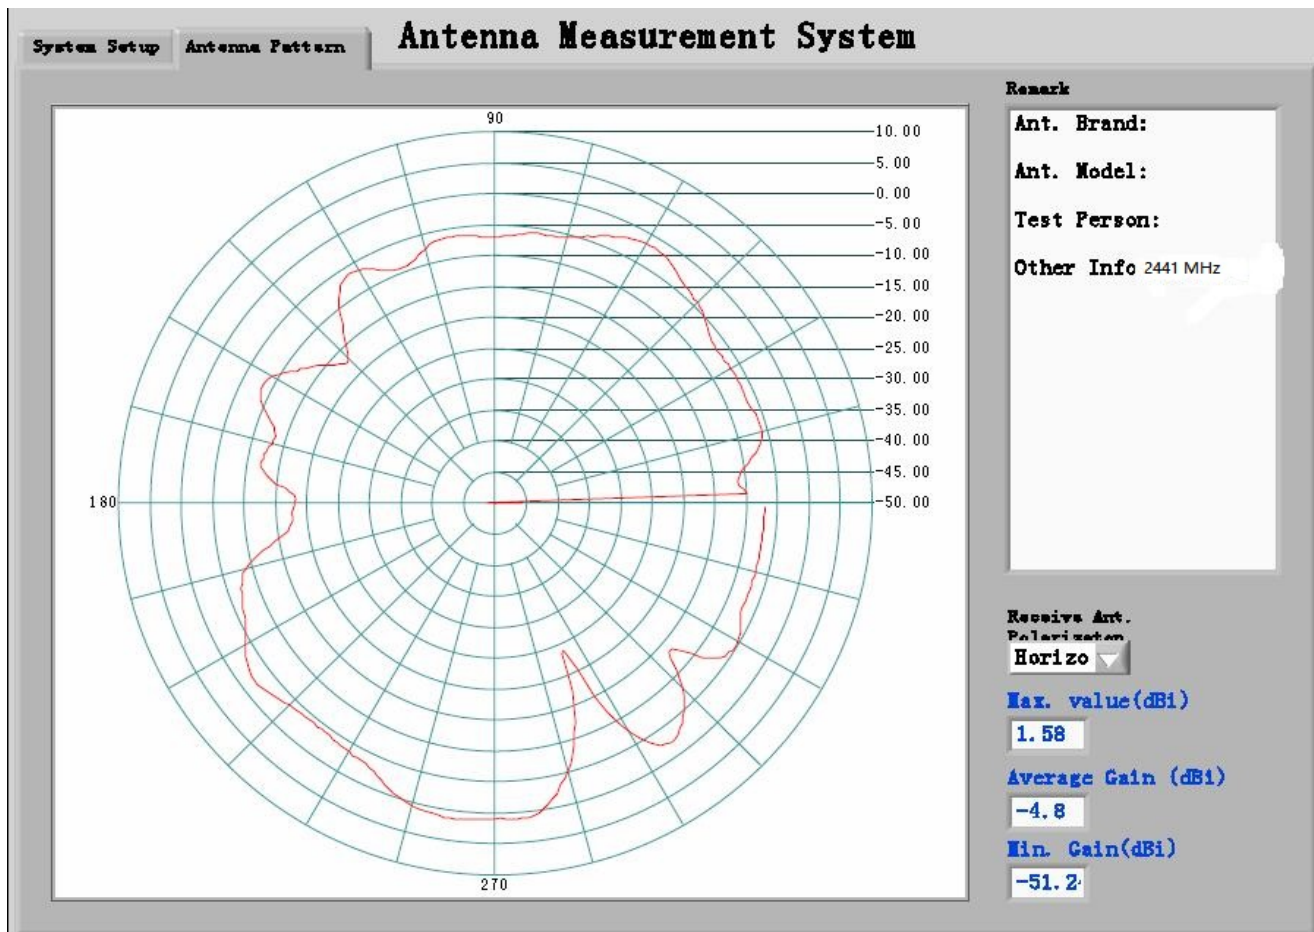 Antenna Measurement System
System Setup
Antenna Pattern
90
10.00
5.00
0.00
-5.00
-10.00
-15.00
-20.00
-25.00
-30.00
-35.00
-40.00
-45.00
-50.00
180
270
Remark
Ant. Brand:
Ant. Model:
Test Person:
Other Info 2441 MHz
Receive Ant.
Polarizaton
Horizo
Max. value(dBi)
1.58
Average Gain (dBi)
-4.8
Min. Gain(dBi)
-51.2